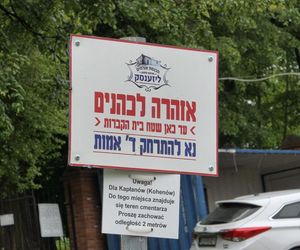 ליזענסק
אזהרה לכהנים
עד כאן שטח בית הקברות
נא להתרחק ד' אמות
Uwaga!
Dla Kapłanów (Kohenów)
Do tego miejsca znajduje
się teren cmentarza
Proszę zachować
odległość 2 metrów